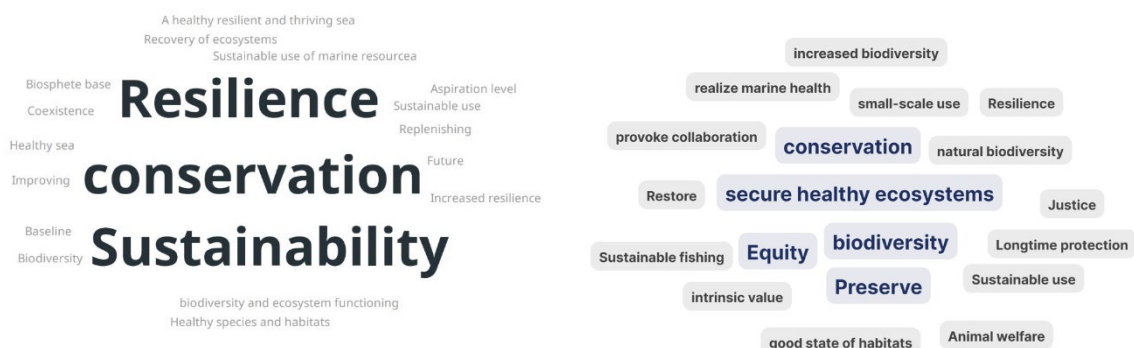 A healthy resilient and thriving sea
Recovery of ecosystems
Sustainable use of marine resourcea
Biosphete base
Resilience
Aspiration level
Coexistence
Sustainable use
Replenishing
Healthy sea
conservation
Future
Improving
Increased resilience
Baseline
Sustainability
Biodiversity
biodiversity and ecosystem functioning
Healthy species and habitats
increased biodiversity
realize marine health
small-scale use
Resilience
provoke collaboration
conservation
natural biodiversity
Restore
secure healthy ecosystems
Justice
Sustainable fishing
Equity
biodiversity
Longtime protection
intrinsic value
Preserve
Sustainable use
good state of habitats
Animal welfare